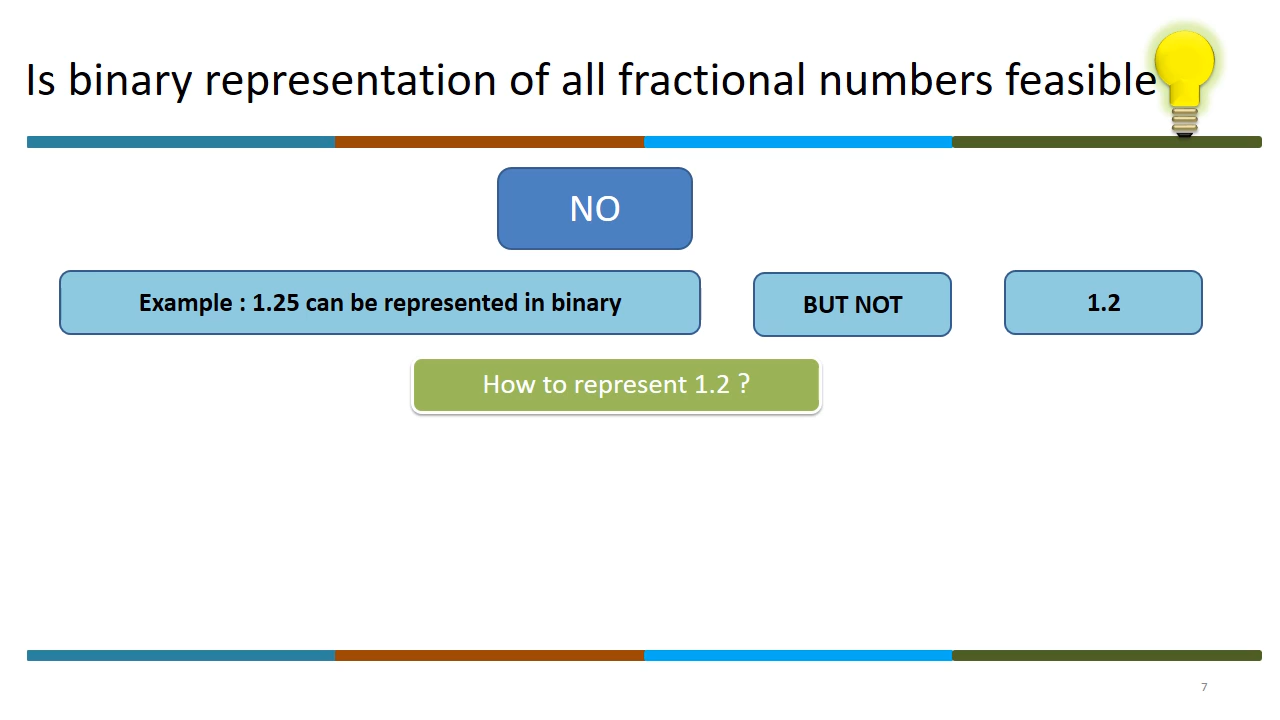 Is binary representation of all fractional numbers feasible
NO
Example : 1.25 can be represented in binary
BUT NOT
1.2
How to represent 1.2 ?
7